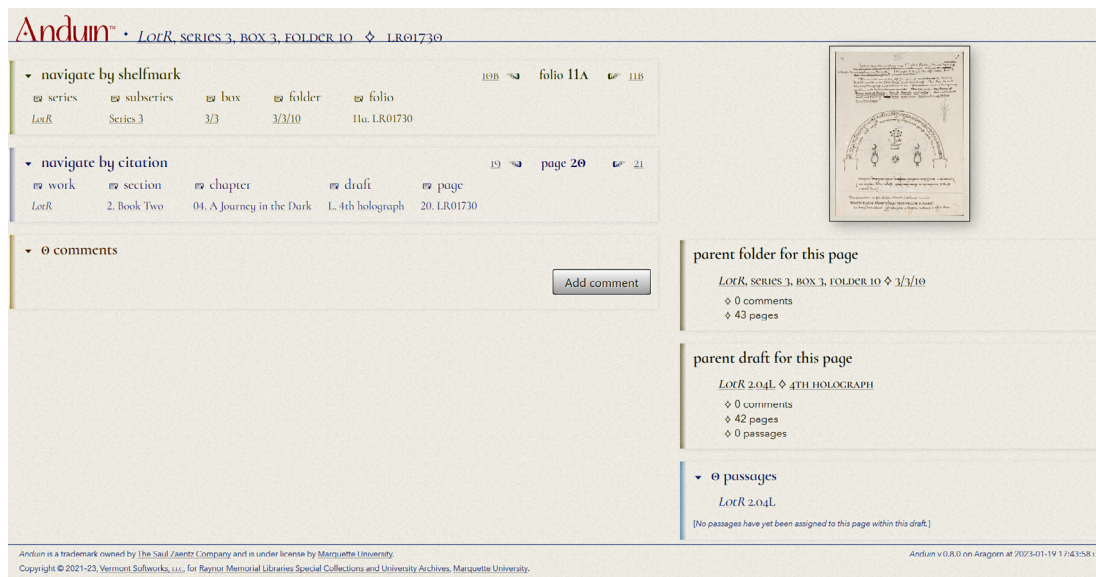 Anduin™ · LotR, SERIES 3, BOX 3, FOLDER 10 ✧ LR01730
navigate by shelfmark 10B folio 11A 11B
series subseries box folder folio
LotR Series 3 3/3 3/3/10 11a. LR01730
navigate by citation 19 page 20 21
work section chapter draft page
LotR 2. Book Two 04. A Journey in the Dark L. 4th holograph 20. LR01730
0 comments
Add comment
parent folder for this page
LotR, SERIES 3, BOX 3, FOLDER 10 ✧ 3/3/10
✧ 0 comments
✧ 43 pages
parent draft for this page
LotR 2.04L ✧ 4TH HOLOGRAPH
✧ 0 comments
✧ 42 pages
✧ 0 passages
0 passages
LotR 2.04L
[No passages have yet been assigned to this page within this draft.]
Anduin is a trademark owned by The Saul Zaentz Company and is under license by Marquette University.
Anduin v 0.8.0 on Aragorn at 2023-01-19 17:43:58
Copyright © 2021-23, Vermont Softworks, LLC, for Raynor Memorial Libraries Special Collections and University Archives, Marquette University.